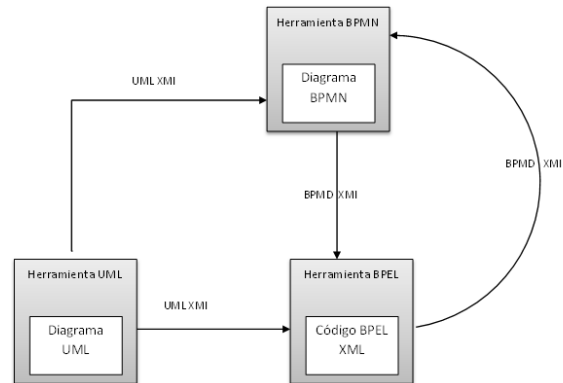 Herramienta BPMN
Diagrama
BPMN
UML XMI
BPMD XMI
BPMD XMI
Herramienta UML
Diagrama
UML
UML XMI
Herramienta BPEL
Código BPEL
XML